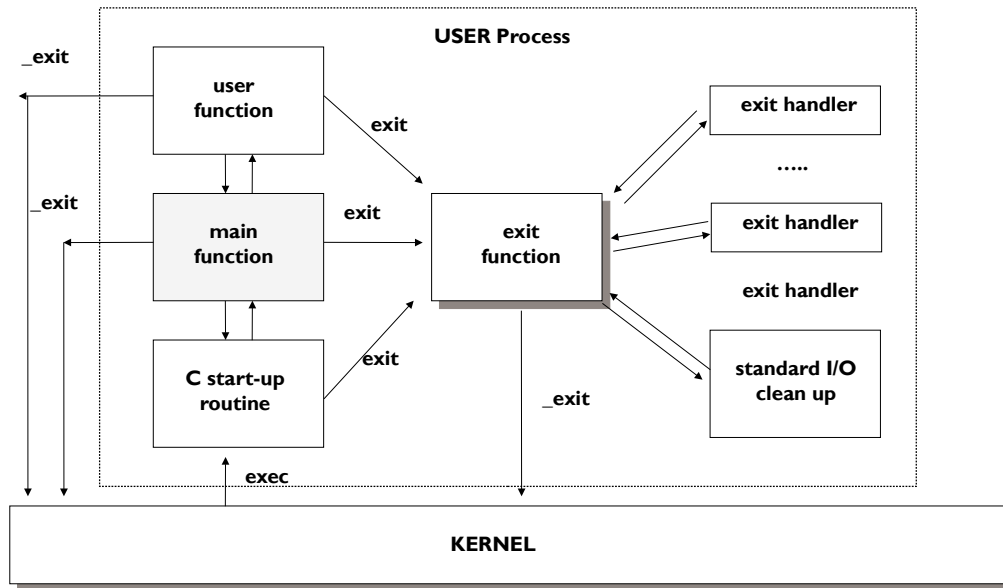 USER Process
_exit
user
function
exit
exit handler
…..
_exit
main
function
exit
exit
function
exit handler
exit handler
C start-up
routine
exit
_exit
standard I/O
clean up
exec
KERNEL